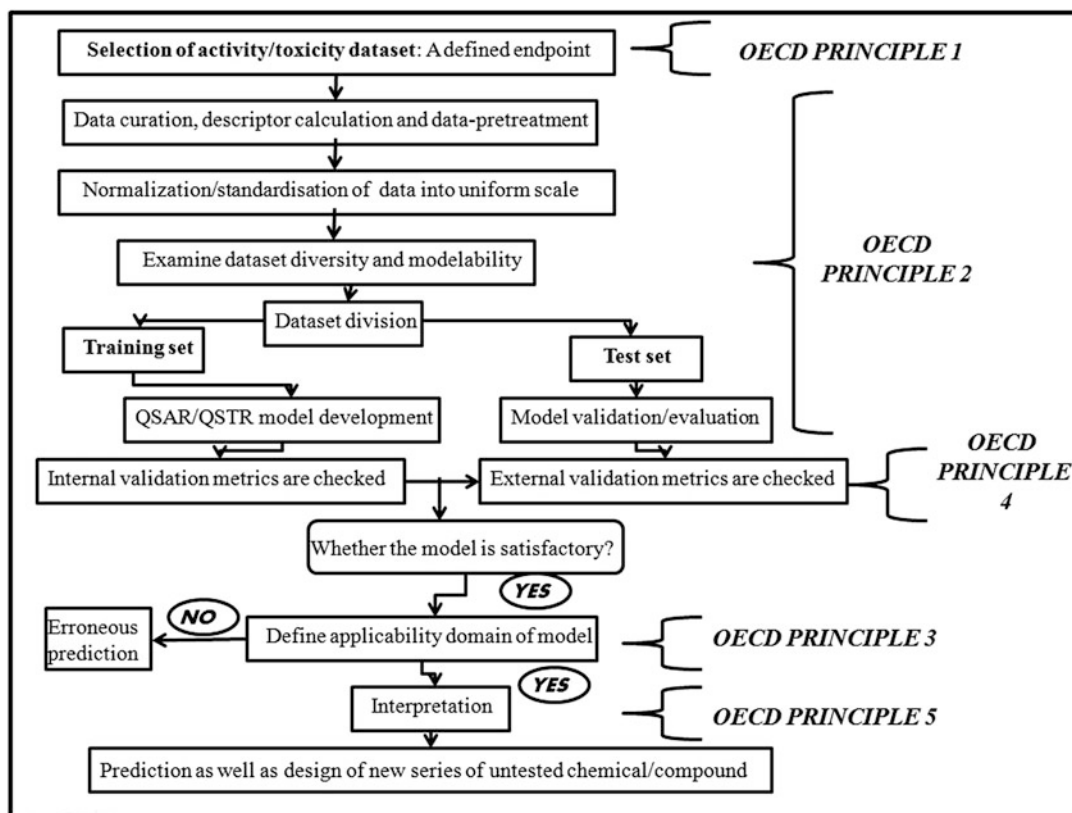 Selection of activity/toxicity dataset: A defined endpoint
OECD PRINCIPLE 1
Data curation, descriptor calculation and data-pretreatment
Normalization/standardisation of data into uniform scale
Examine dataset diversity and modelability
OECD
PRINCIPLE 2
Dataset division
Training set
Test set
QSAR/QSTR model development
Model validation/evaluation
Internal validation metrics are checked
External validation metrics are checked
OECD
PRINCIPLE
4
Whether the model is satisfactory?
YES
NO
Erroneous
prediction
Define applicability domain of model
OECD PRINCIPLE 3
YES
Interpretation
OECD PRINCIPLE 5
Prediction as well as design of new series of untested chemical/compound